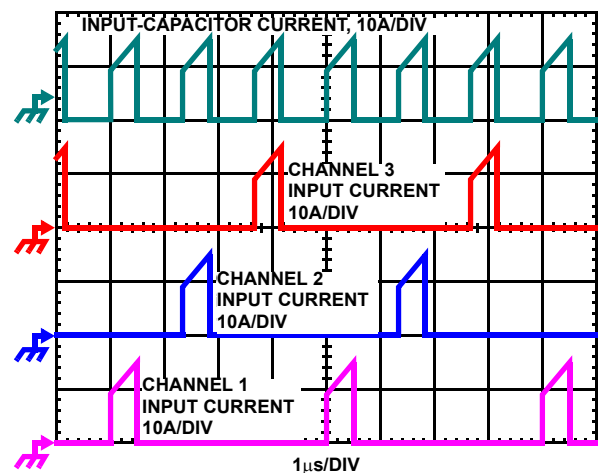 INPUT-CAPACITOR CURRENT, 10A/DIV
CHANNEL 3
INPUT CURRENT
10A/DIV
CHANNEL 2
INPUT CURRENT
10A/DIV
CHANNEL 1
INPUT CURRENT
10A/DIV
1μs/DIV